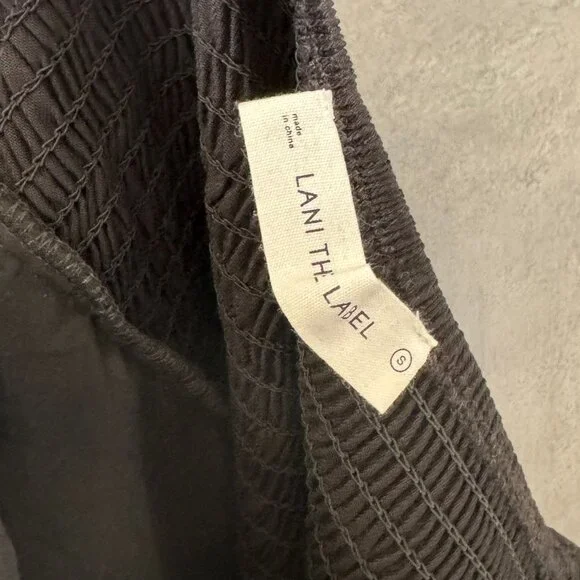 made
in china
LANI THE LABEL
S